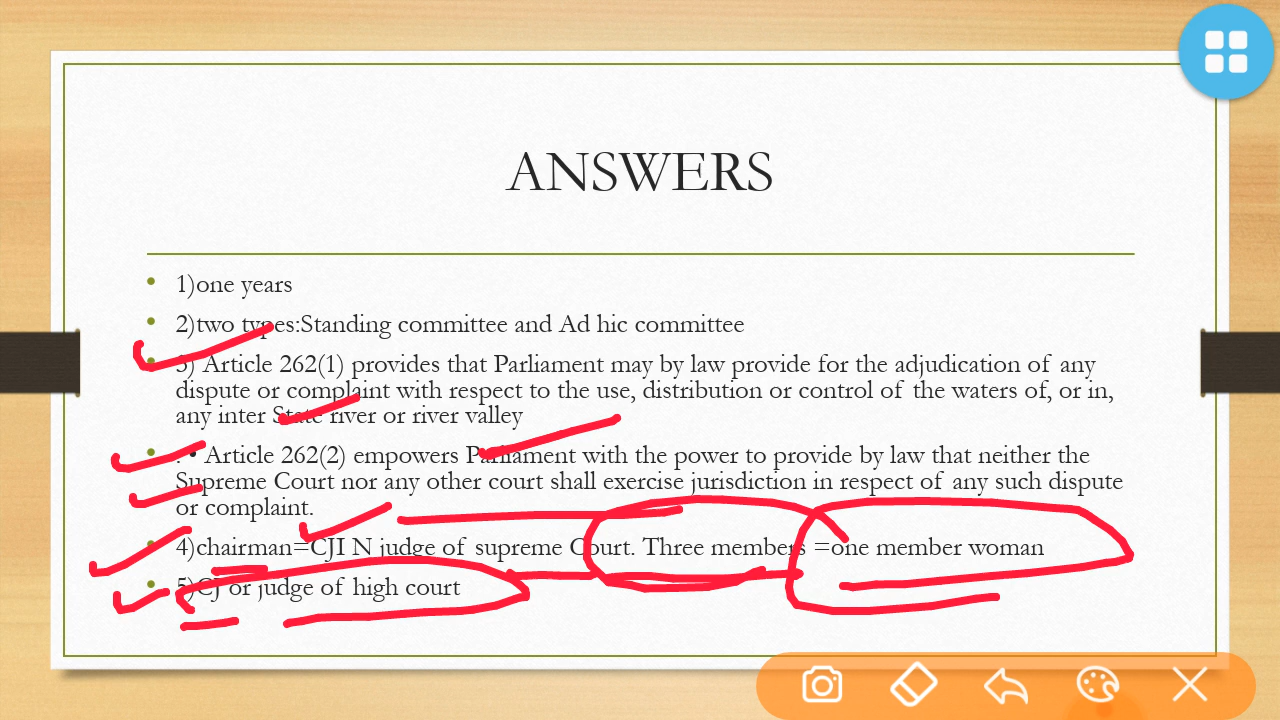 ANSWERS
• 1)one years
• 2)two types:Standing committee and Ad hic committee
• 3) Article 262(1) provides that Parliament may by law provide for the adjudication of any
dispute or complaint with respect to the use, distribution or control of the waters of, or in,
any inter State river or river valley
• . • Article 262(2) empowers Parliament with the power to provide by law that neither the
Supreme Court nor any other court shall exercise jurisdiction in respect of any such dispute
or complaint.
• 4)chairman=CJI N judge of supreme Court. Three members =one member woman
• 5)CJ or judge of high court